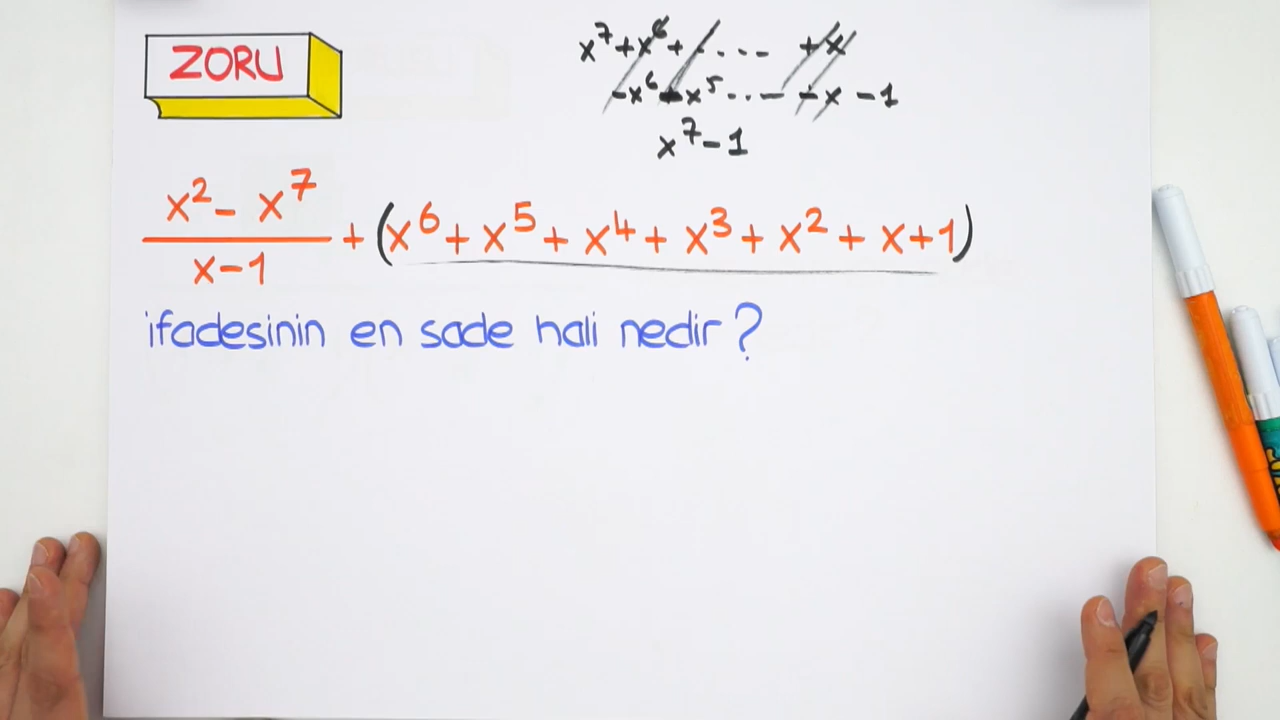 ZORU
x⁷+x⁶+ . . . . +x
-x⁶-x⁵ . . . - -x -1
x⁷-1
(x²-x⁷)/(x-1) + (x⁶+x⁵+x⁴+x³+x²+x+1)
ifadesinin en sade hali nedir?